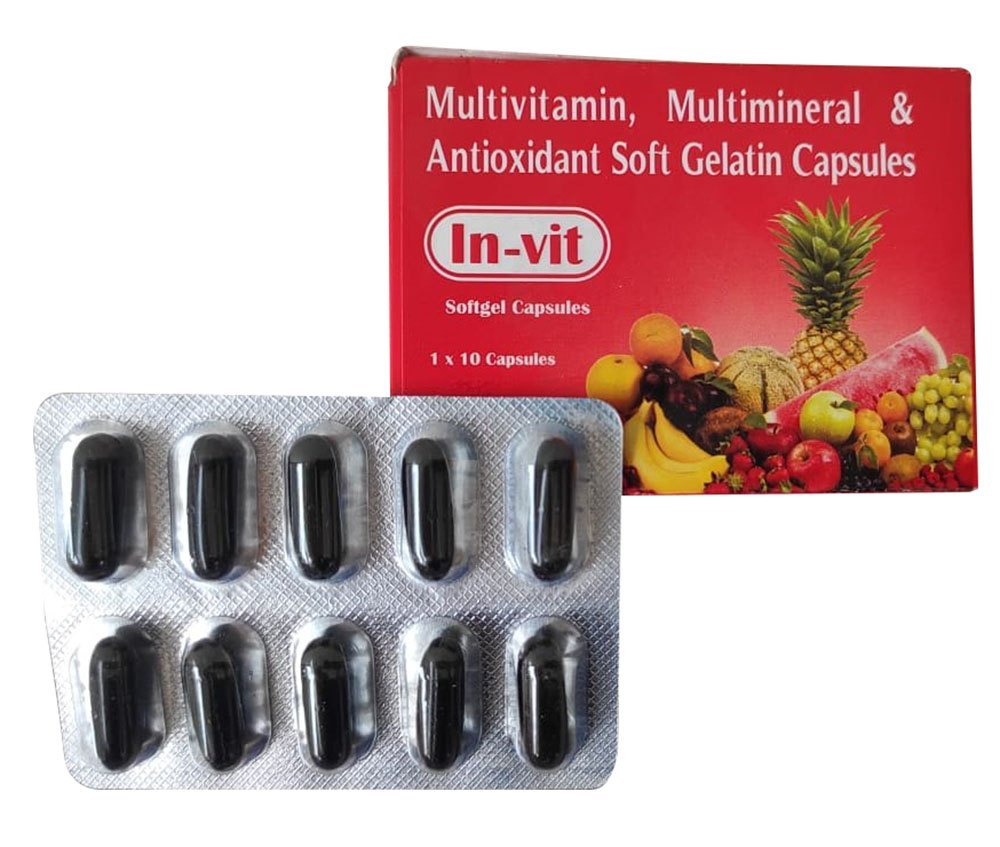 Multivitamin, Multimineral &
Antioxidant Soft Gelatin Capsules
In-vit
Softgel Capsules
1 x 10 Capsules